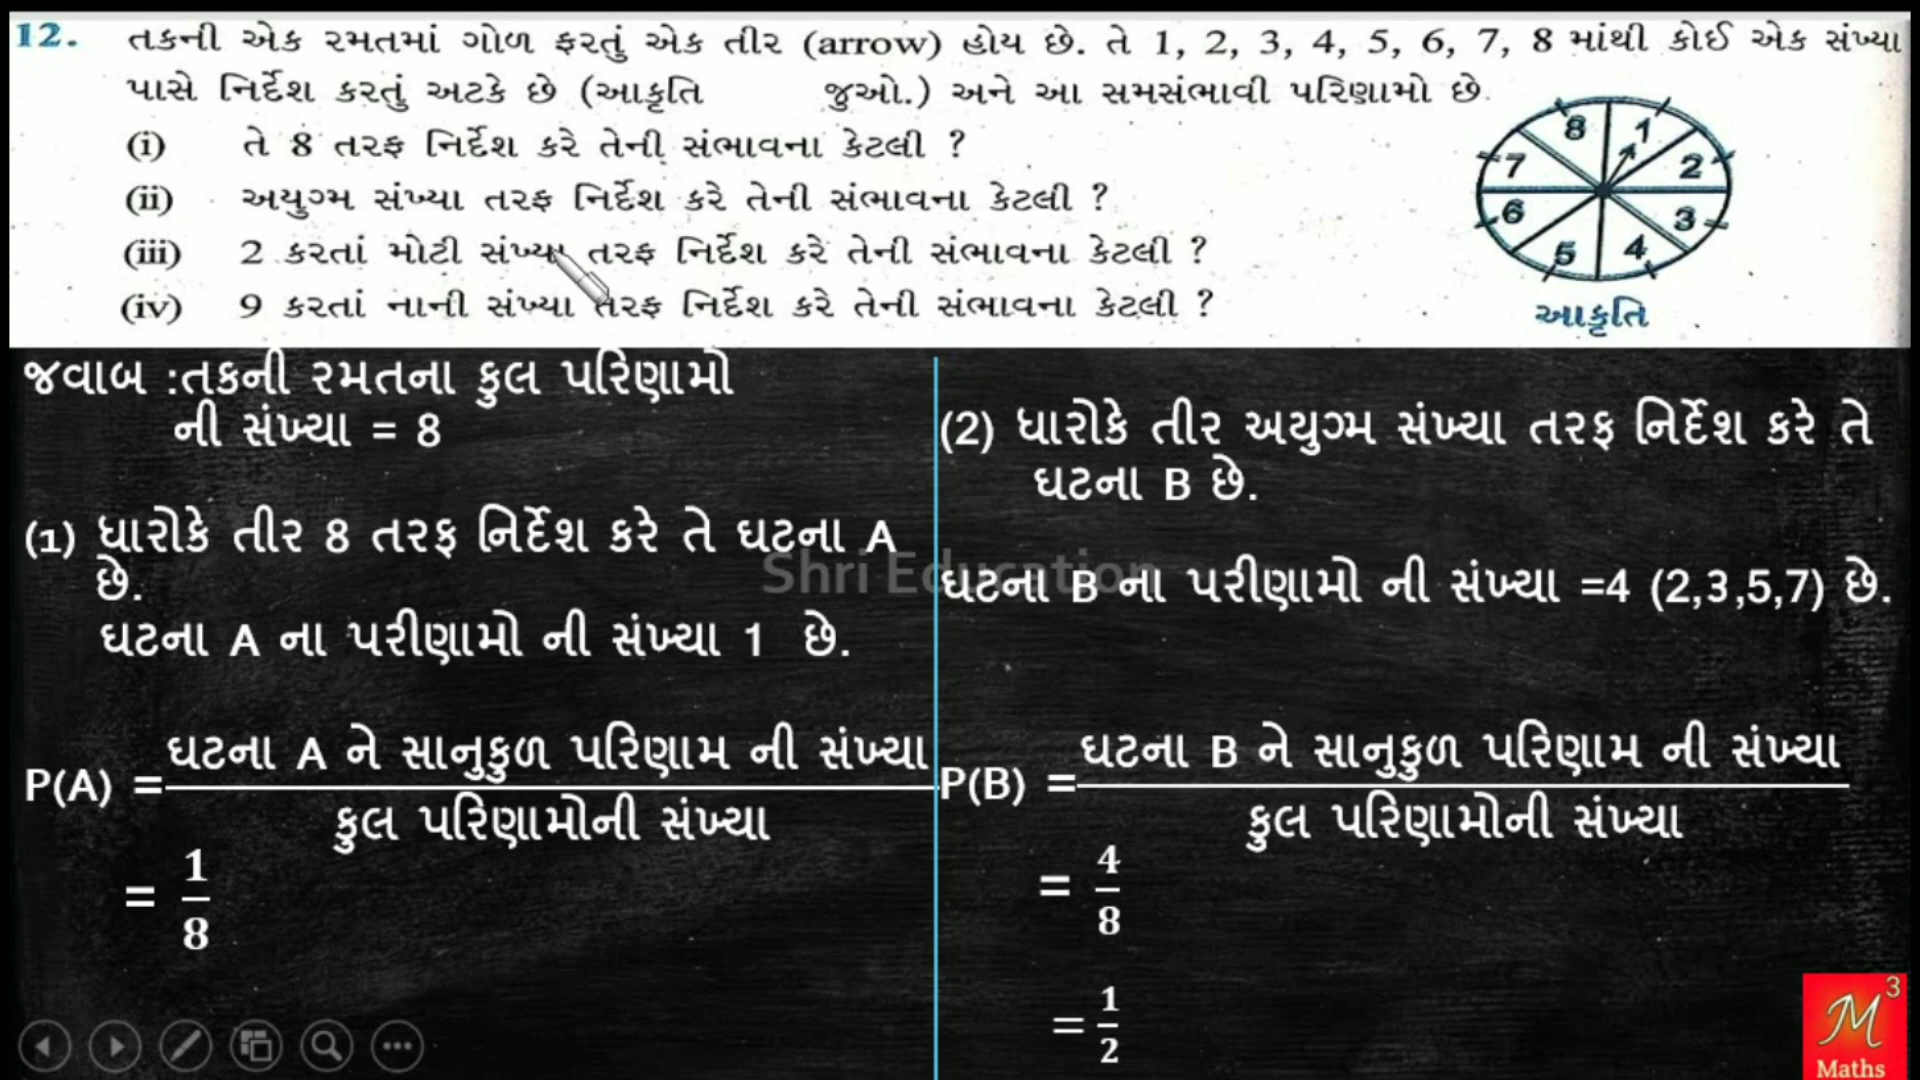 12. તકની એક રમતમાં ગોળ ફરતું એક તીર (arrow) હોય છે. તે 1, 2, 3, 4, 5, 6, 7, 8 માંથી કોઈ એક સંખ્યા
પાસે નિર્દેશ કરતું અટકે છે (આકૃતિ જુઓ.) અને આ સમસંભાવી પરિણામો છે.
(i) તે 8 તરફ નિર્દેશ કરે તેની સંભાવના કેટલી ?
(ii) અયુગ્મ સંખ્યા તરફ નિર્દેશ કરે તેની સંભાવના કેટલી ?
(iii) 2 કરતાં મોટી સંખ્યા તરફ નિર્દેશ કરે તેની સંભાવના કેટલી ?
(iv) 9 કરતાં નાની સંખ્યા તરફ નિર્દેશ કરે તેની સંભાવના કેટલી ?
8 1
7 2
6 3
5 4
આકૃતિ
જવાબ :તકની રમતના કુલ પરિણામો
ની સંખ્યા = 8
(1) ધારોકે તીર 8 તરફ નિર્દેશ કરે તે ઘટના A
છે.
ઘટના A ના પરીણામો ની સંખ્યા 1 છે.
P(A) = ઘટના A ને સાનુકુળ પરિણામ ની સંખ્યા
કુલ પરિણામોની સંખ્યા
= 1
8
(2) ધારોકે તીર અયુગ્મ સંખ્યા તરફ નિર્દેશ કરે તે
ઘટના B છે.
ઘટના B ના પરીણામો ની સંખ્યા =4 (2,3,5,7) છે.
P(B) = ઘટના B ને સાનુકુળ પરિણામ ની સંખ્યા
કુલ પરિણામોની સંખ્યા
= 4
8
= 1
2
Shri Education
M 3
Maths